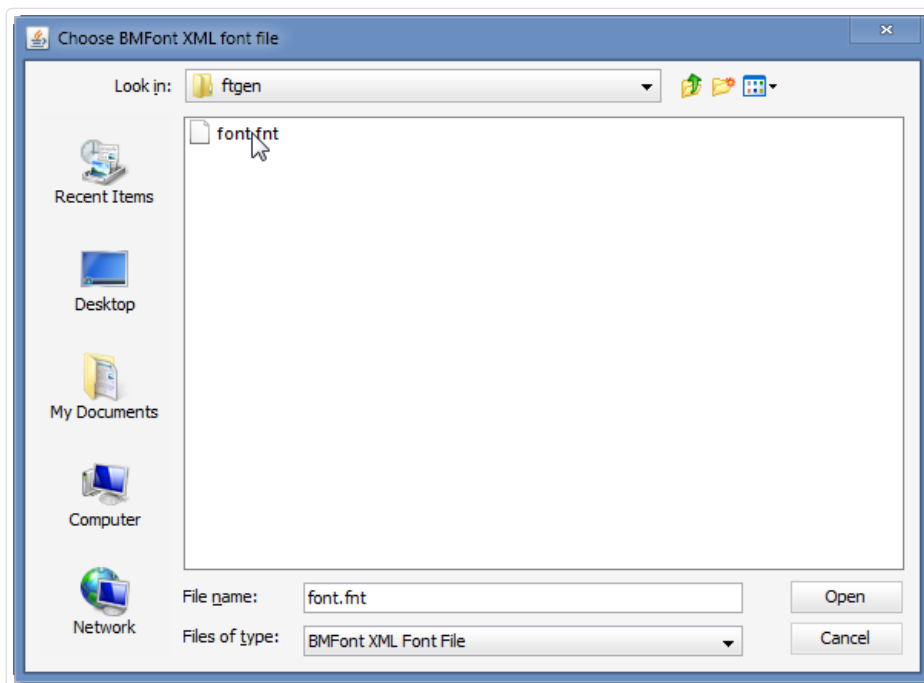 Choose BMFont XML font file
Look in: ftgen
font.fnt
Recent Items
Desktop
My Documents
Computer
Network
File name: font.fnt Open
Files of type: BMFont XML Font File Cancel